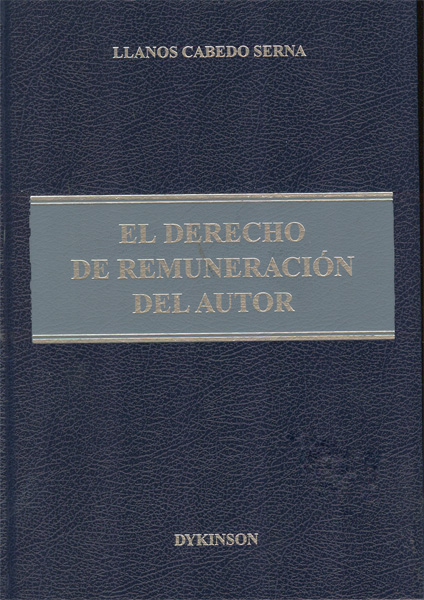 LLANOS CABEDO SERNA
EL DERECHO
DE REMUNERACIÓN
DEL AUTOR
DYKINSON